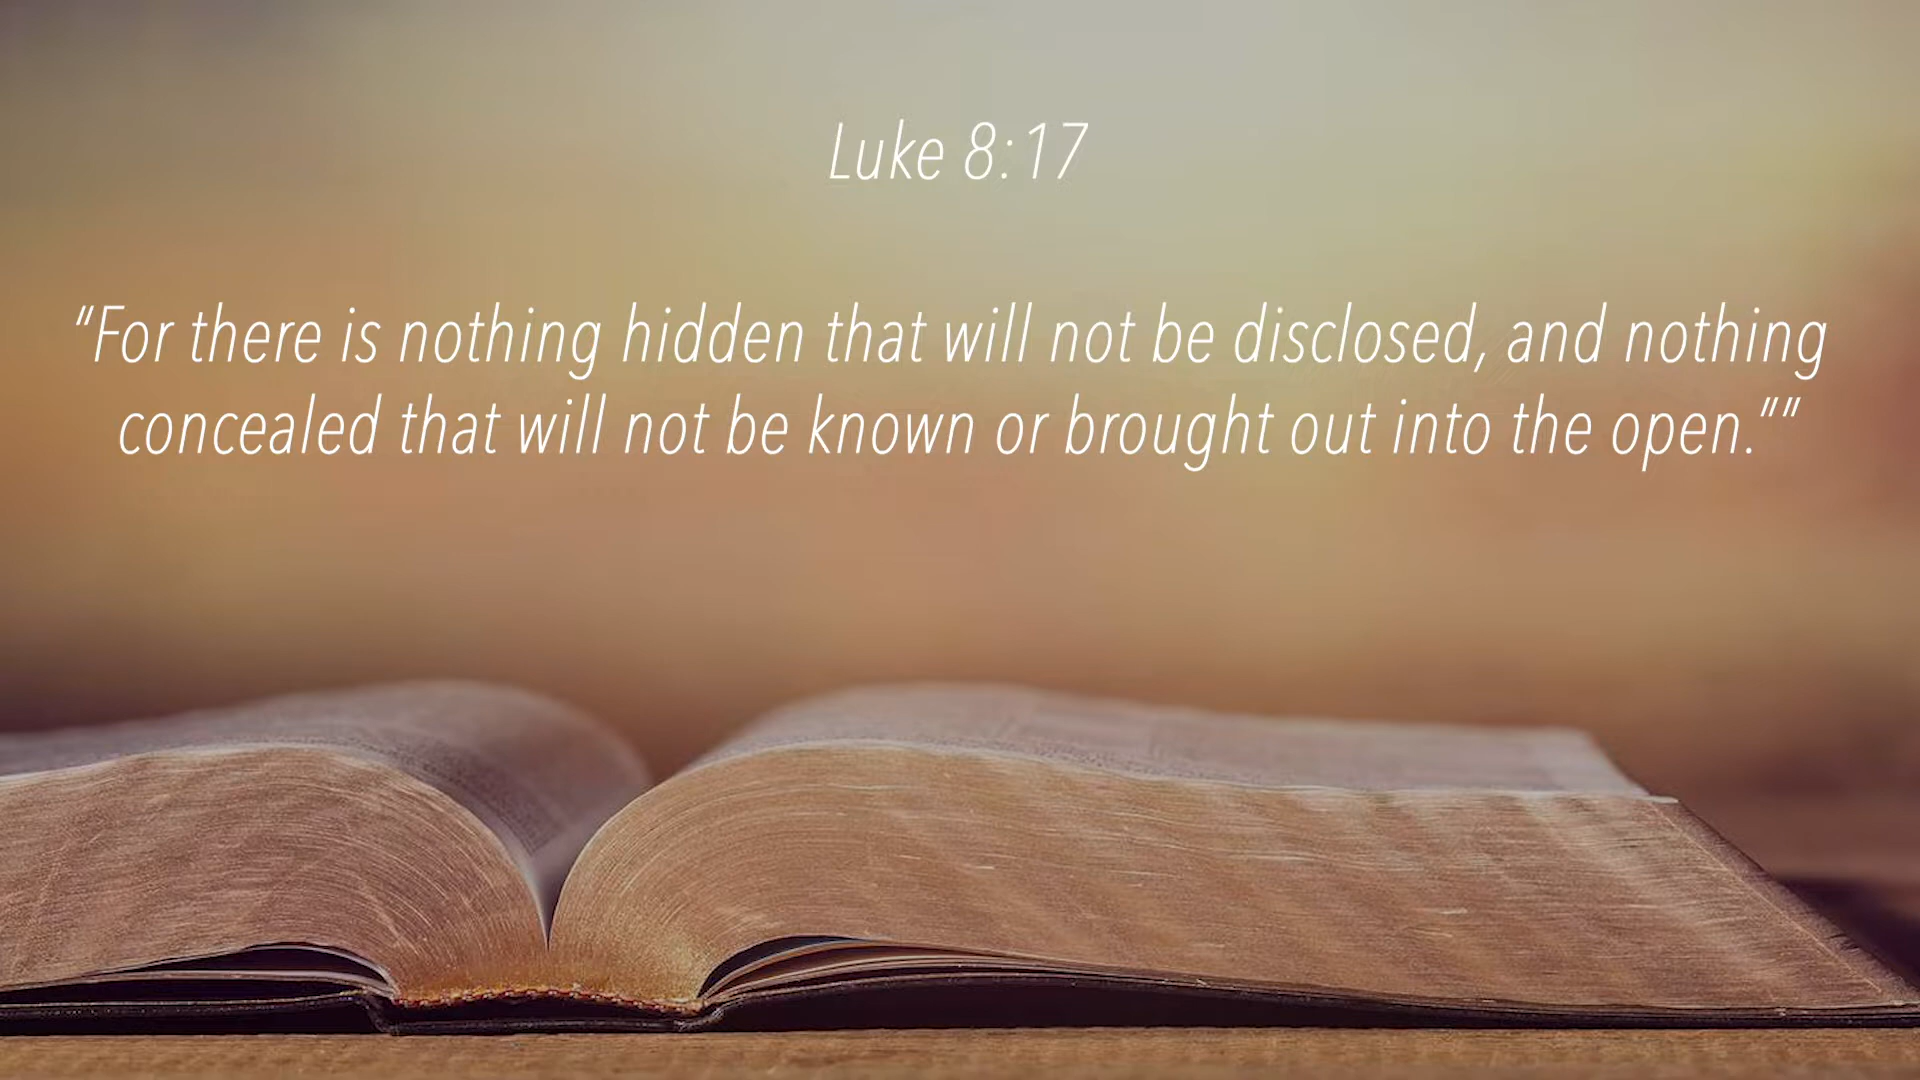 Luke 8:17
“For there is nothing hidden that will not be disclosed, and nothing
concealed that will not be known or brought out into the open.””